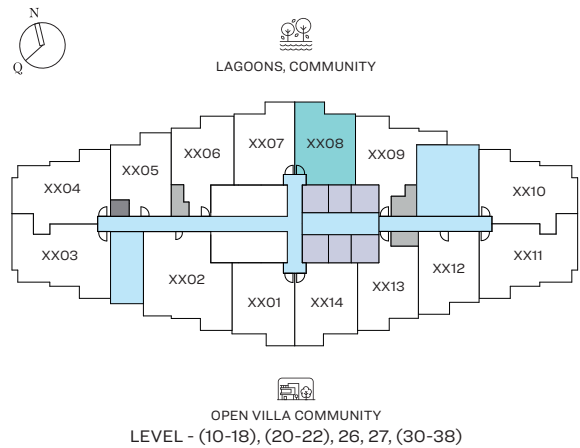 N
Q
LAGOONS, COMMUNITY
XX07
XX08
XX06
XX09
XX05
XX04
XX10
XX03
XX11
XX02
XX12
XX13
XX01
XX14
OPEN VILLA COMMUNITY
LEVEL - (10-18), (20-22), 26, 27, (30-38)